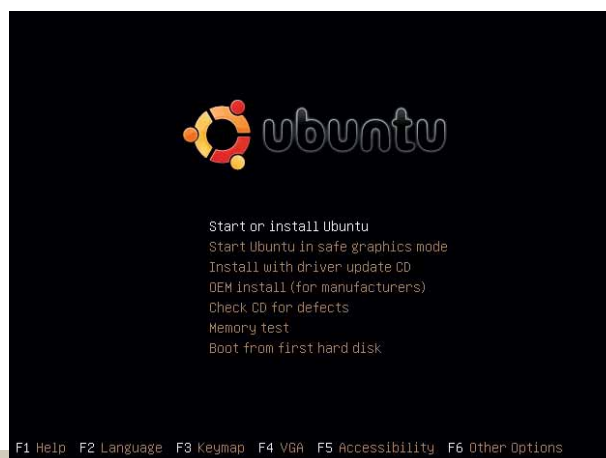 ubuntu
Start or install Ubuntu
Start Ubuntu in safe graphics mode
Install with driver update CD
OEM install (for manufacturers)
Check CD for defects
Memory test
Boot from first hard disk
F1 Help F2 Language F3 Keymap F4 VGA F5 Accessibility F6 Other Options